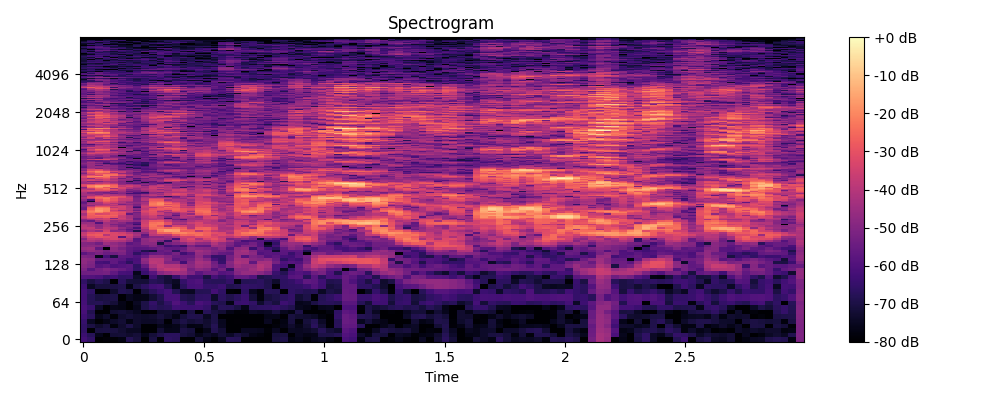 Spectrogram
Hz
4096
2048
1024
512
256
128
64
0
0
0.5
1
1.5
2
2.5
Time
+0 dB
-10 dB
-20 dB
-30 dB
-40 dB
-50 dB
-60 dB
-70 dB
-80 dB